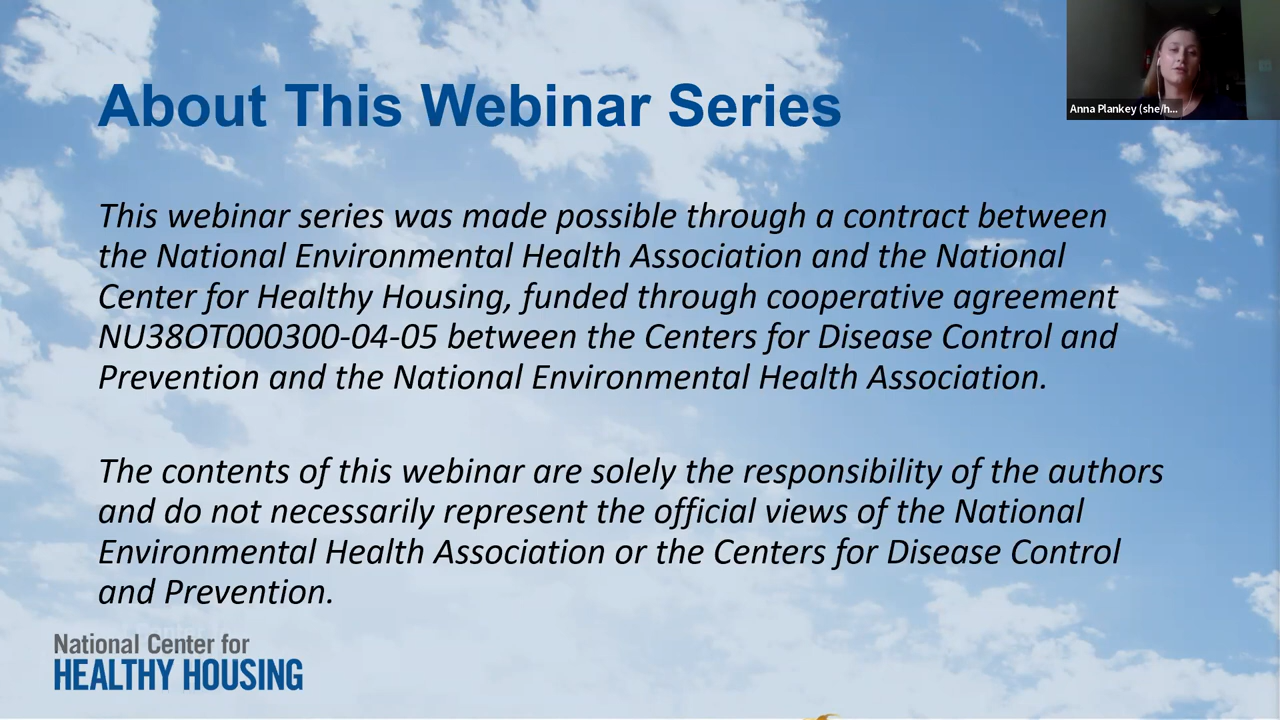 About This Webinar Series
Anna Plankey (she/h...
This webinar series was made possible through a contract between
the National Environmental Health Association and the National
Center for Healthy Housing, funded through cooperative agreement
NU38OT000300-04-05 between the Centers for Disease Control and
Prevention and the National Environmental Health Association.
The contents of this webinar are solely the responsibility of the authors
and do not necessarily represent the official views of the National
Environmental Health Association or the Centers for Disease Control
and Prevention.
National Center for
HEALTHY HOUSING